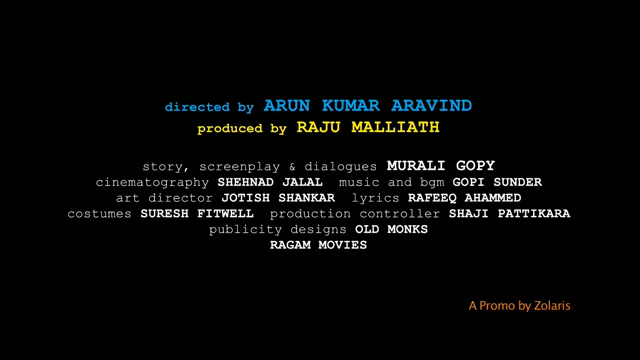 directed by ARUN KUMAR ARAVIND
produced by RAJU MALLIATH
story, screenplay & dialogues MURALI GOPY
cinematography SHEHNAD JALAL music and bgm GOPI SUNDER
art director JOTISH SHANKAR lyrics RAFEEQ AHAMMED
costumes SURESH FITWELL production controller SHAJI PATTIKARA
publicity designs OLD MONKS
RAGAM MOVIES
A Promo by Zolaris